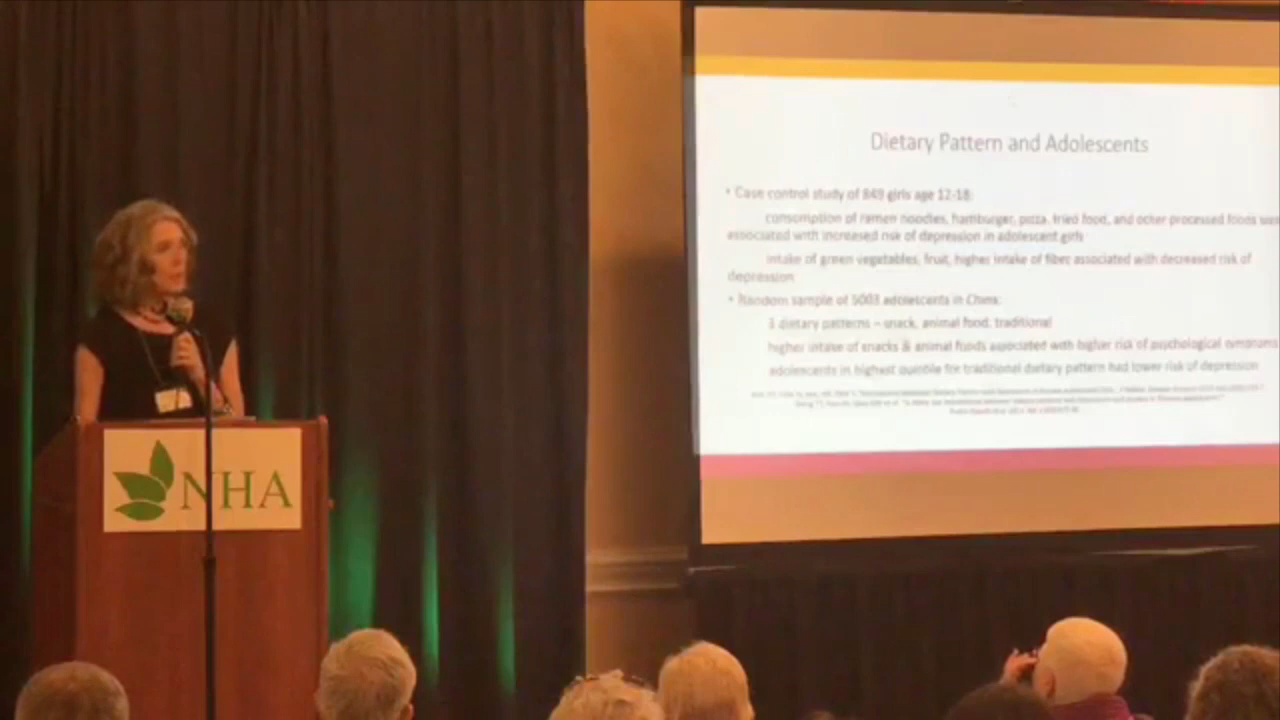 NHA
Dietary Pattern and Adolescents
• Case control study of 849 girls age 12-18:
consumption of ramen noodles, hamburger, pizza, fried food, and other processed foods
associated with increased risk of depression in adolescent girls
intake of green vegetables, fruit, higher intake of fiber associated with decreased risk of
depression
• Random sample of 5003 adolescents in China:
3 dietary patterns – snack, animal food, traditional
higher intake of snacks & animal foods associated with higher risk of psychological symptoms
adolescents in highest quintile for traditional dietary pattern had lower risk of depression